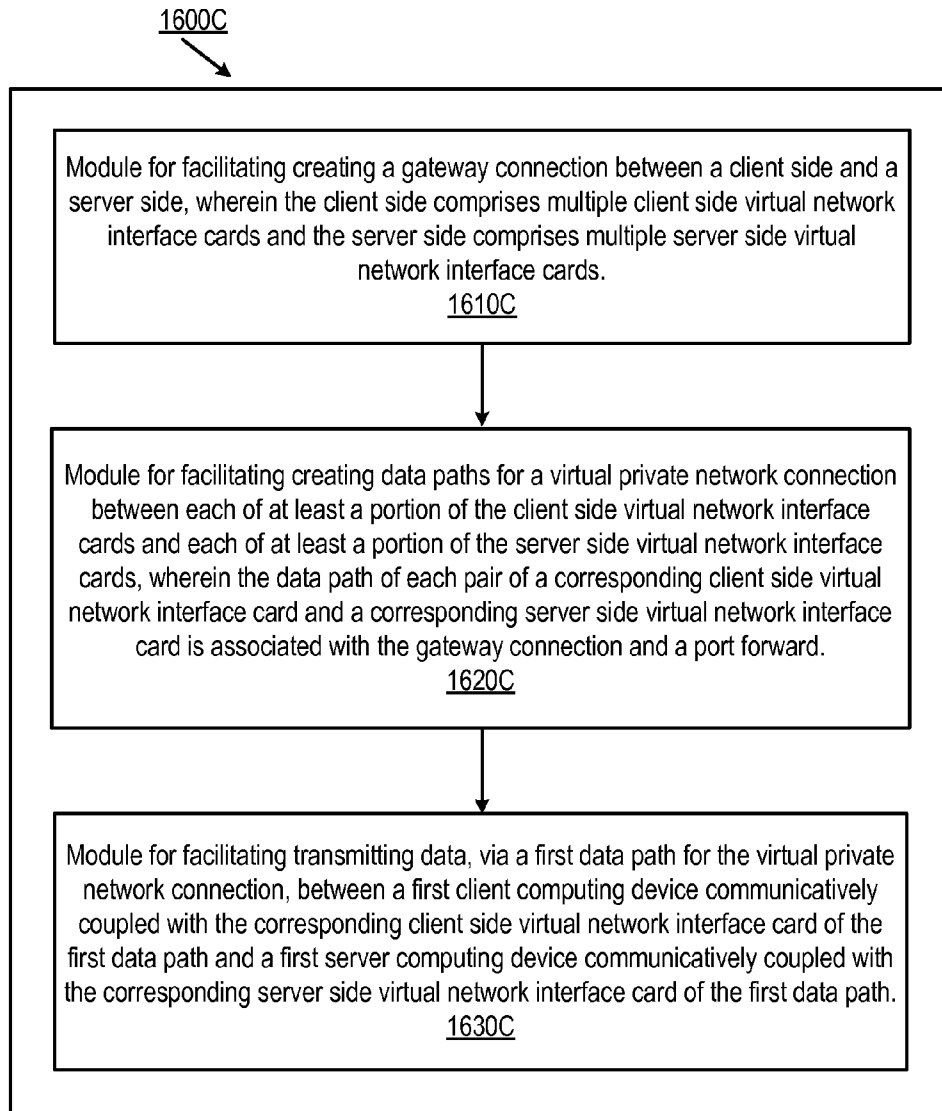 1600C
Module for facilitating creating a gateway connection between a client side and a
server side, wherein the client side comprises multiple client side virtual network
interface cards and the server side comprises multiple server side virtual
network interface cards.
1610C
Module for facilitating creating data paths for a virtual private network connection
between each of at least a portion of the client side virtual network interface
cards and each of at least a portion of the server side virtual network interface
cards, wherein the data path of each pair of a corresponding client side virtual
network interface card and a corresponding server side virtual network interface
card is associated with the gateway connection and a port forward.
1620C
Module for facilitating transmitting data, via a first data path for the virtual private
network connection, between a first client computing device communicatively
coupled with the corresponding client side virtual network interface card of the
first data path and a first server computing device communicatively coupled with
the corresponding server side virtual network interface card of the first data path.
1630C